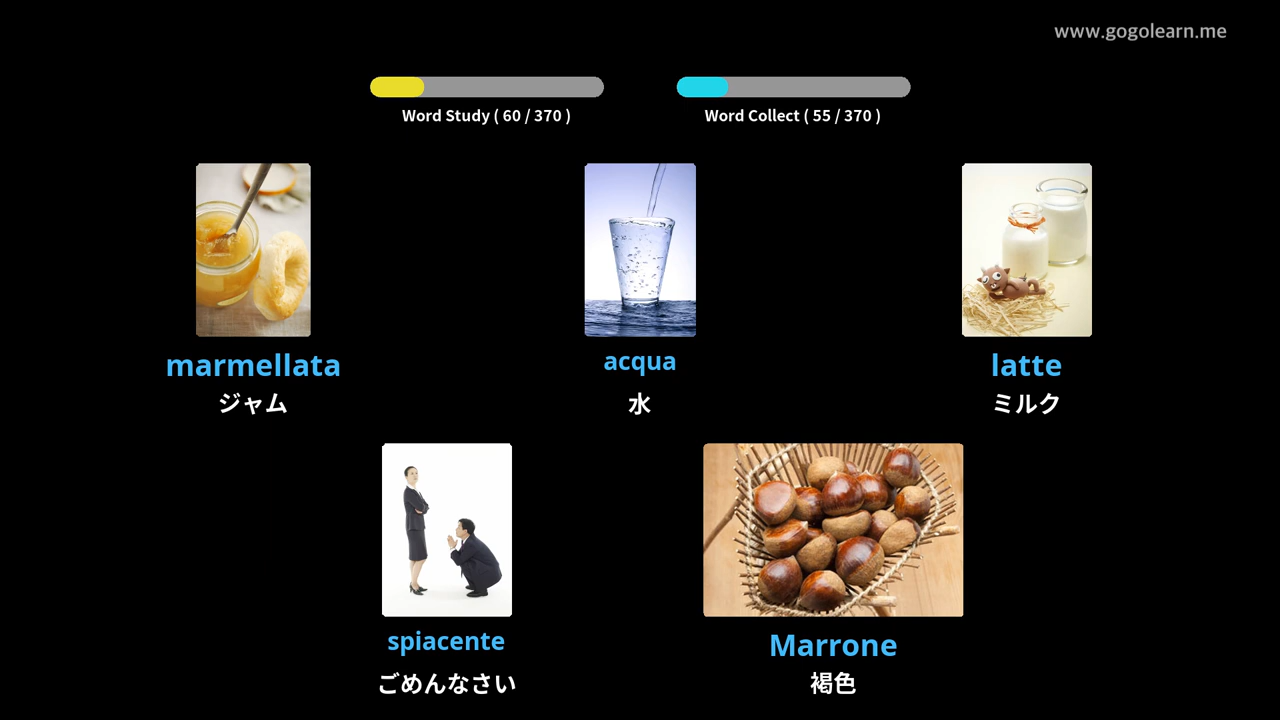 www.gogolearn.me
Word Study ( 60 / 370 )
Word Collect ( 55 / 370 )
marmellata
ジャム
acqua
水
latte
ミルク
spiacente
ごめんなさい
Marrone
褐色